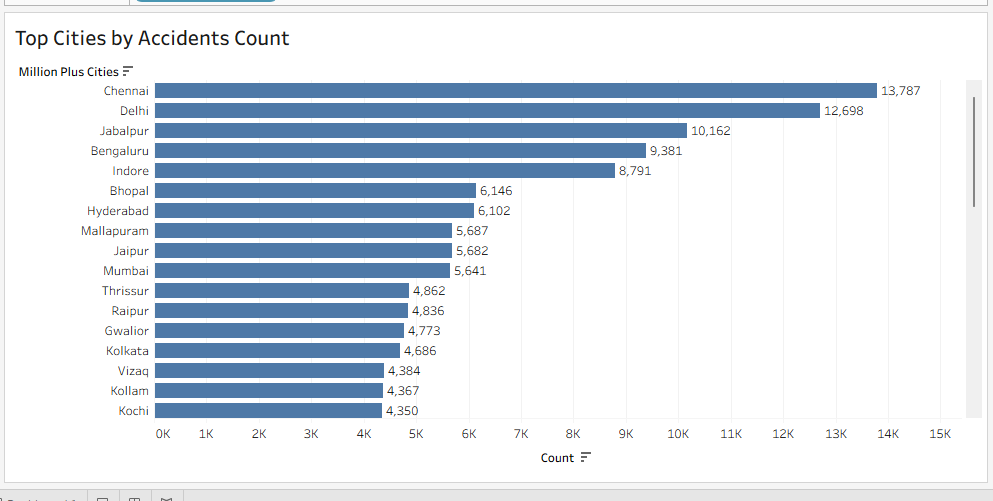 Top Cities by Accidents Count
Million Plus Cities
Chennai 13,787
Delhi 12,698
Jabalpur 10,162
Bengaluru 9,381
Indore 8,791
Bhopal 6,146
Hyderabad 6,102
Mallapuram 5,687
Jaipur 5,682
Mumbai 5,641
Thrissur 4,862
Raipur 4,836
Gwalior 4,773
Kolkata 4,686
Vizaq 4,384
Kollam 4,367
Kochi 4,350
0K 1K 2K 3K 4K 5K 6K 7K 8K 9K 10K 11K 12K 13K 14K 15K
Count